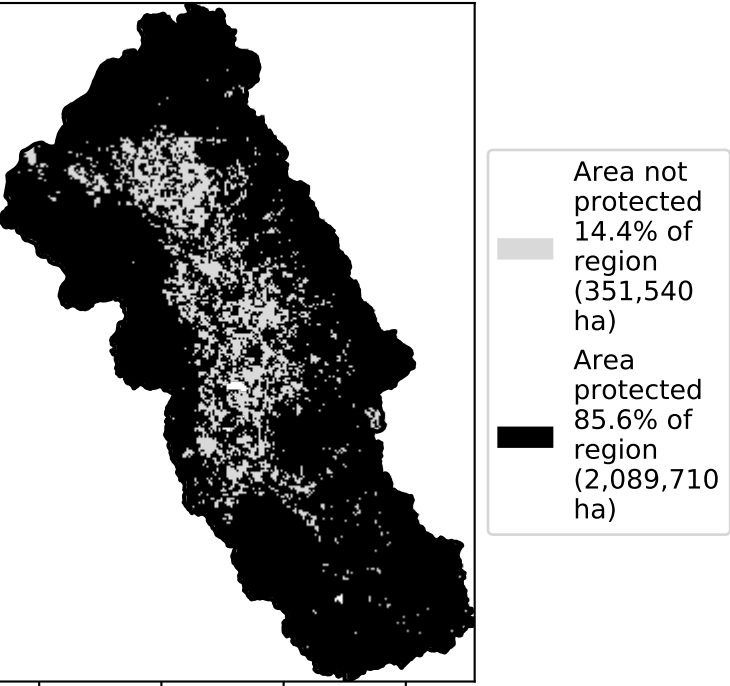 Area not
protected
14.4% of
region
(351,540
ha)
Area
protected
85.6% of
region
(2,089,710
ha)